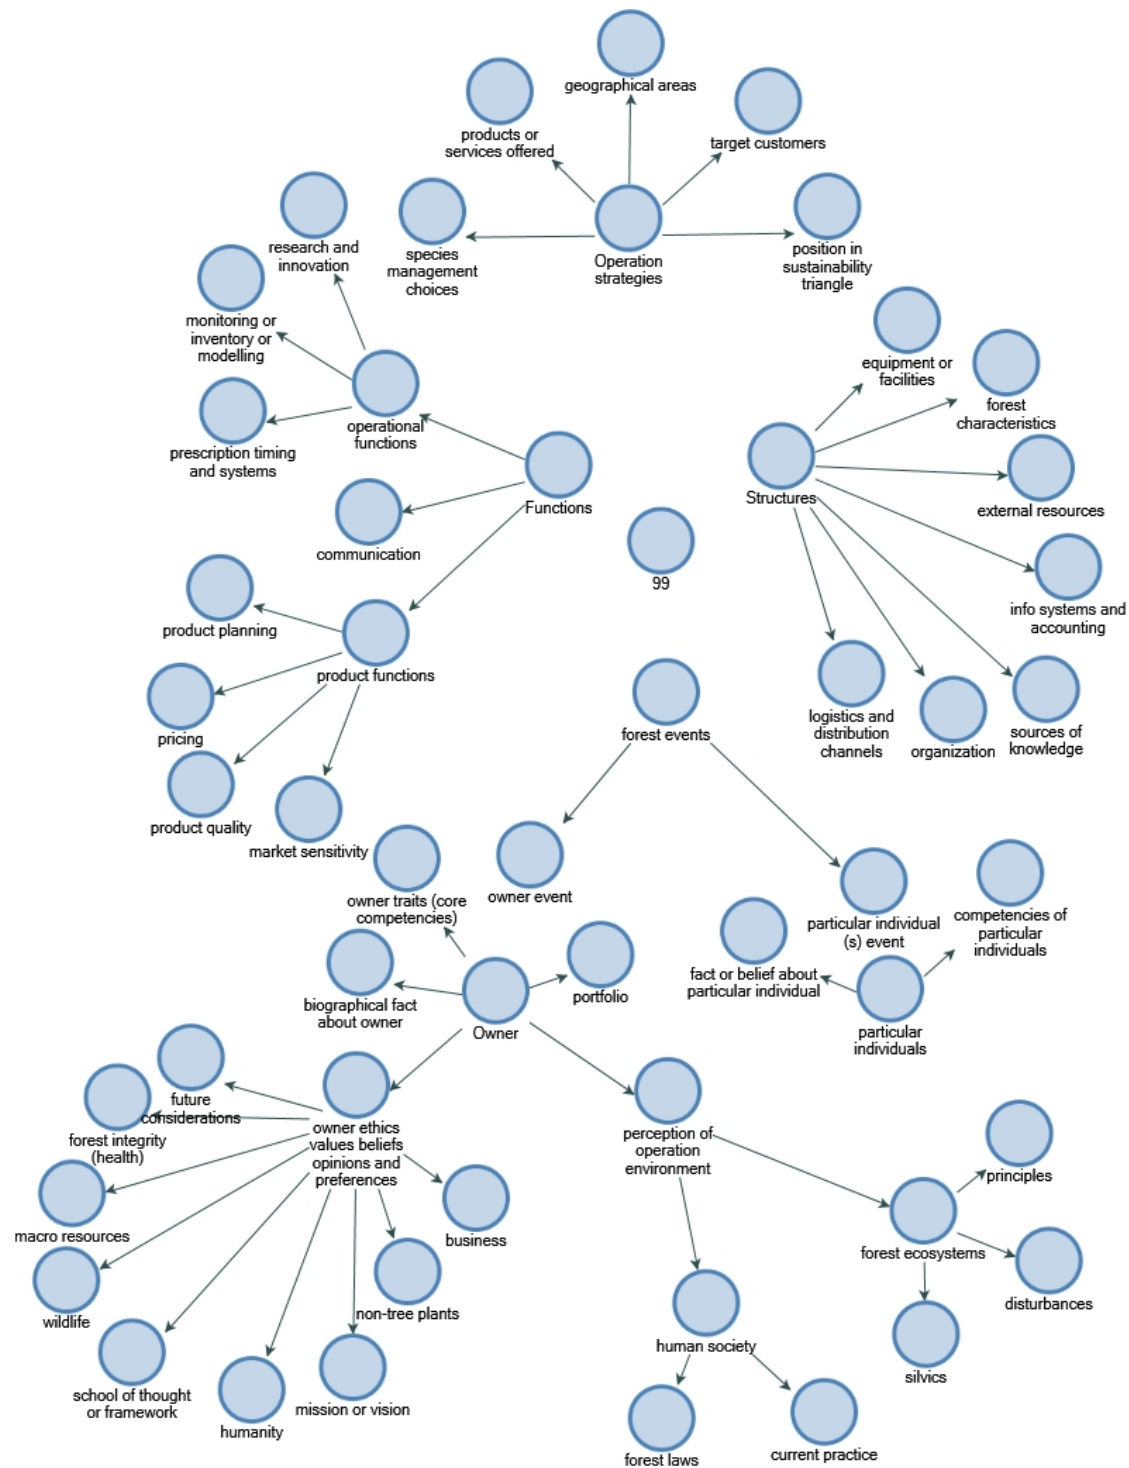 geographical areas
products or
services offered
target customers
research and
innovation
species
management
choices
Operation
strategies
position in
sustainability
triangle
monitoring or
inventory or
modelling
equipment or
facilities
forest
characteristics
operational
functions
prescription timing
and systems
Functions
Structures
external resources
communication
99
info systems and
accounting
product planning
product functions
forest events
pricing
logistics and
distribution
channels
organization
sources of
knowledge
product quality
market sensitivity
owner traits (core
competencies)
owner event
particular individual
(s) event
competencies of
particular
individuals
biographical fact
about owner
portfolio
Owner
fact or belief about
particular individual
particular
individuals
future
considerations
forest integrity
(health)
owner ethics
values beliefs
opinions and
preferences
perception of
operation
environment
principles
macro resources
business
forest ecosystems
wildlife
non-tree plants
disturbances
human society
silvics
school of thought
or framework
humanity
mission or vision
forest laws
current practice